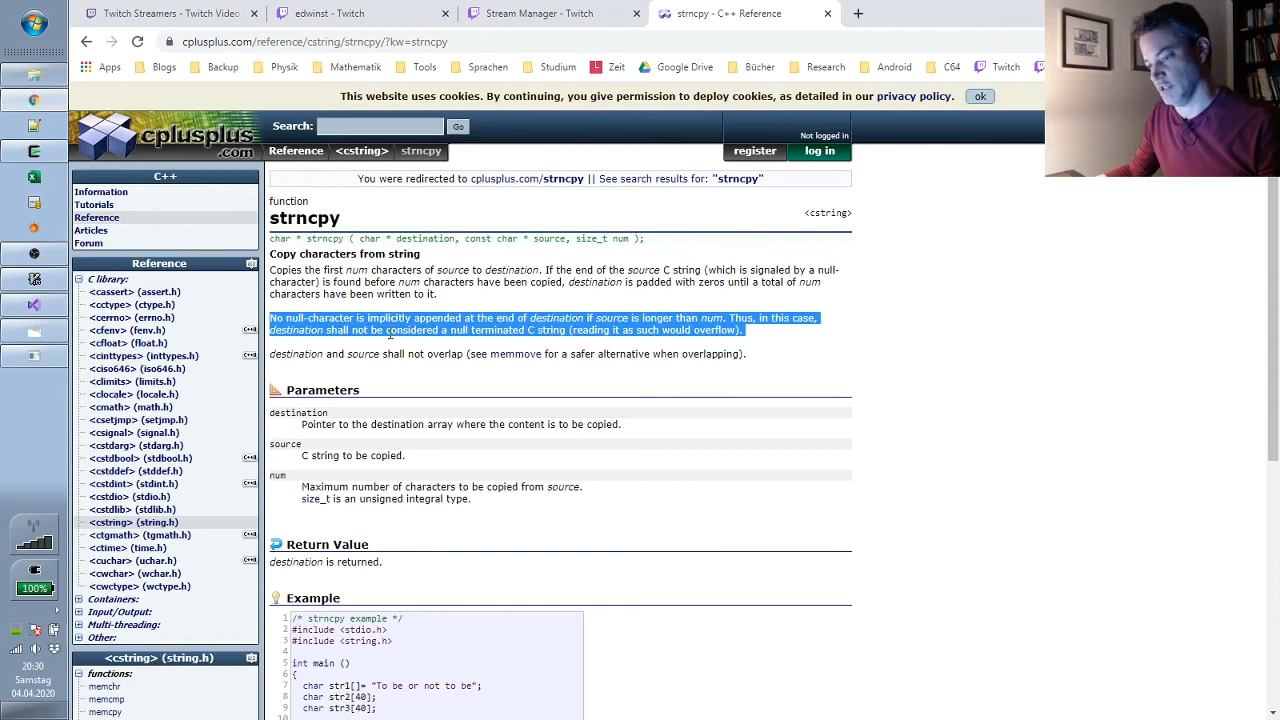 Twitch Streamers - Twitch Video
edwinst - Twitch
Stream Manager - Twitch
strncpy - C++ Reference
cplusplus.com/reference/cstring/strncpy/?kw=strncpy
Apps Blogs Backup Physik Mathematik Tools Sprachen Studium Zeit Google Drive Bücher Research Android C64 Twitch
This website uses cookies. By continuing, you give permission to deploy cookies, as detailed in our privacy policy. ok
cplusplus
.com
Search: Go
Not logged in
Reference <cstring> strncpy
register log in
C++
Information
Tutorials
Reference
Articles
Forum
Reference
C library:
<cassert> (assert.h)
<cctype> (ctype.h)
<cerrno> (errno.h)
<cfenv> (fenv.h)
<cfloat> (float.h)
<cinttypes> (inttypes.h)
<ciso646> (iso646.h)
<climits> (limits.h)
<clocale> (locale.h)
<cmath> (math.h)
<csetjmp> (setjmp.h)
<csignal> (signal.h)
<cstdarg> (stdarg.h)
<cstdbool> (stdbool.h)
<cstddef> (stddef.h)
<cstdint> (stdint.h)
<cstdio> (stdio.h)
<cstdlib> (stdlib.h)
<cstring> (string.h)
<ctgmath> (tgmath.h)
<ctime> (time.h)
<cuchar> (uchar.h)
<cwchar> (wchar.h)
<cwctype> (wctype.h)
Containers:
Input/Output:
Multi-threading:
Other:
<cstring> (string.h)
functions:
memchr
memcmp
memcpy
You were redirected to cplusplus.com/strncpy || See search results for: "strncpy"
function
strncpy
<cstring>
char * strncpy ( char * destination, const char * source, size_t num );
Copy characters from string
Copies the first num characters of source to destination. If the end of the source C string (which is signaled by a null-
character) is found before num characters have been copied, destination is padded with zeros until a total of num
characters have been written to it.
No null-character is implicitly appended at the end of destination if source is longer than num. Thus, in this case,
destination shall not be considered a null terminated C string (reading it as such would overflow).
destination and source shall not overlap (see memmove for a safer alternative when overlapping).
Parameters
destination
Pointer to the destination array where the content is to be copied.
source
C string to be copied.
num
Maximum number of characters to be copied from source.
size_t is an unsigned integral type.
Return Value
destination is returned.
Example
1 /* strncpy example */
2 #include <stdio.h>
3 #include <string.h>
4
5 int main ()
6 {
7 char str1[]= "To be or not to be";
8 char str2[40];
9 char str3[40];
10
100%
20:30
Samstag
04.04.2020